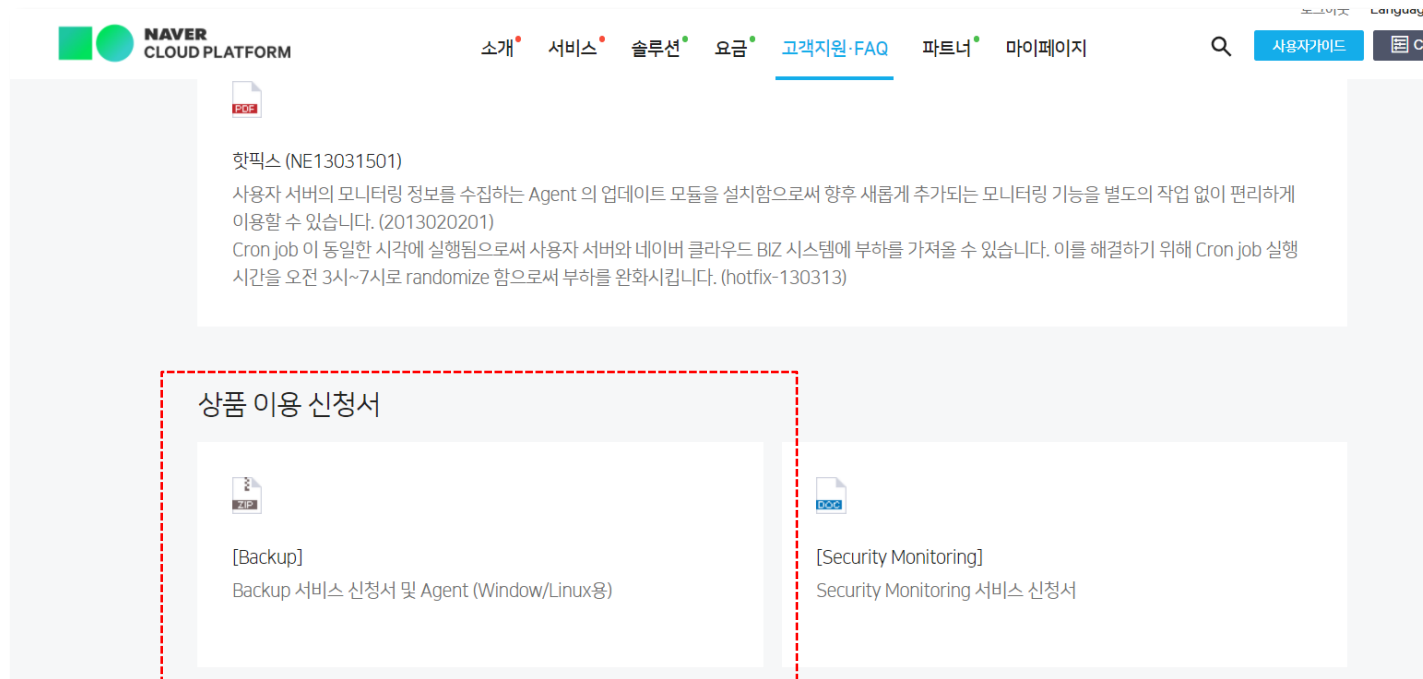 Language
NAVER
CLOUD PLATFORM
소개 서비스 솔루션 요금 고객지원·FAQ 파트너 마이페이지
사용자가이드
PDF
핫픽스 (NE13031501)
사용자 서버의 모니터링 정보를 수집하는 Agent 의 업데이트 모듈을 설치함으로써 향후 새롭게 추가되는 모니터링 기능을 별도의 작업 없이 편리하게
이용할 수 있습니다. (2013020201)
Cron job 이 동일한 시각에 실행됨으로써 사용자 서버와 네이버 클라우드 BIZ 시스템에 부하를 가져올 수 있습니다. 이를 해결하기 위해 Cron job 실행
시간을 오전 3시~7시로 randomize 함으로써 부하를 완화시킵니다. (hotfix-130313)
상품 이용 신청서
ZIP
[Backup]
Backup 서비스 신청서 및 Agent (Window/Linux용)
DOC
[Security Monitoring]
Security Monitoring 서비스 신청서